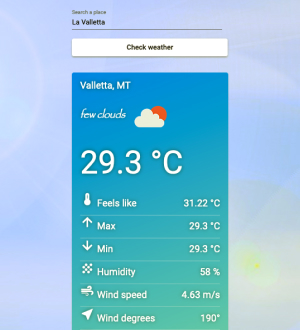 Search a place
La Valletta
Check weather
Valletta, MT
few clouds
29.3 °C
Feels like 31.22 °C
Max 29.3 °C
Min 29.3 °C
Humidity 58 %
Wind speed 4.63 m/s
Wind degrees 190°